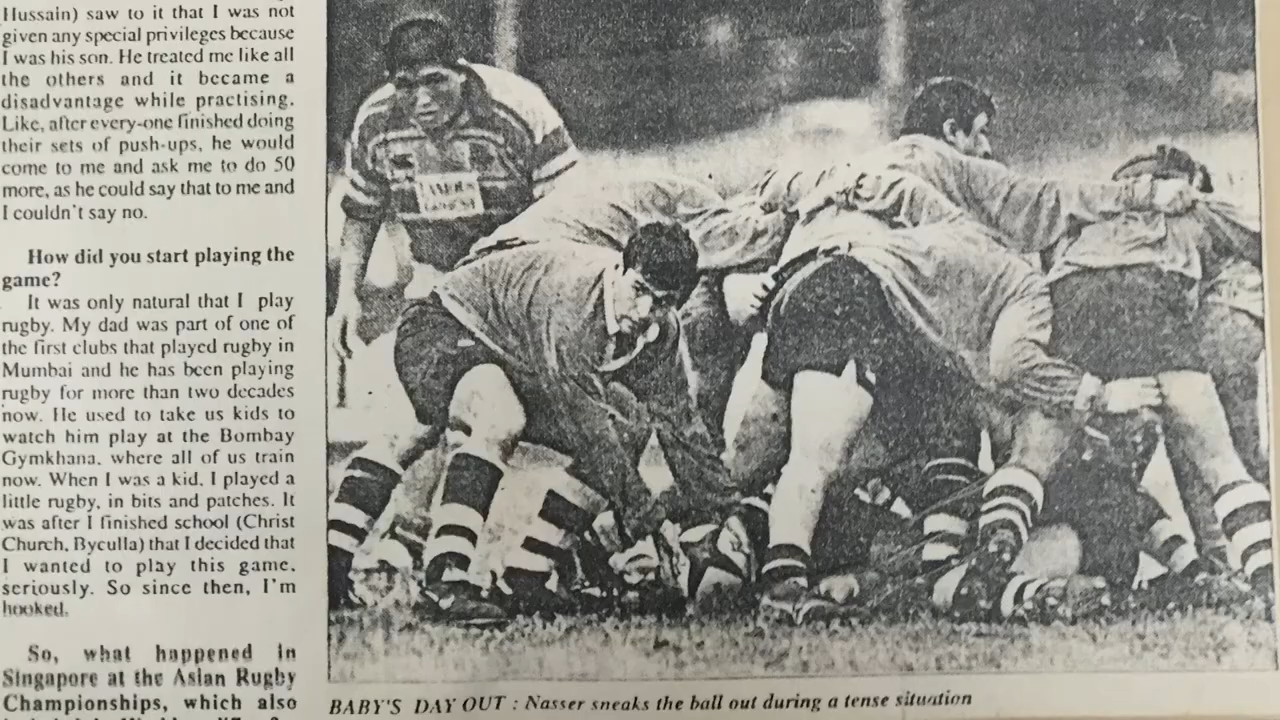 Hussain) saw to it that I was not
given any special privileges because
I was his son. He treated me like all
the others and it became a
disadvantage while practising.
Like, after every-one finished doing
their sets of push-ups, he would
come to me and ask me to do 50
more, as he could say that to me and
I couldn't say no.
How did you start playing the
game?
It was only natural that I play
rugby. My dad was part of one of
the first clubs that played rugby in
Mumbai and he has been playing
rugby for more than two decades
now. He used to take us kids to
watch him play at the Bombay
Gymkhana, where all of us train
now. When I was a kid, I played a
little rugby, in bits and patches. It
was after I finished school (Christ
Church, Byculla) that I decided that
I wanted to play this game,
seriously. So since then, I'm
hooked.
So, what happened in
Singapore at the Asian Rugby
Championships, which also
BABY'S DAY OUT : Nasser sneaks the ball out during a tense situation